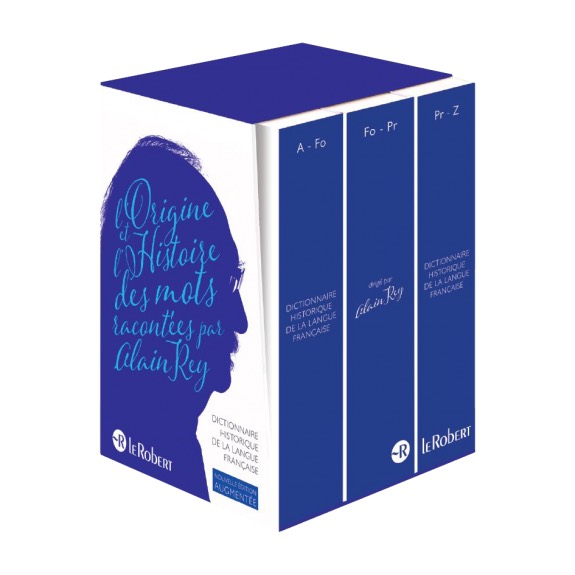 l'Origine
et
l'Histoire
des mots
racontées par
Alain Rey
DICTIONNAIRE
HISTORIQUE
DE LA LANGUE
FRANÇAISE
NOUVELLE ÉDITION
AUGMENTÉE
LE ROBERT
A - Fo
DICTIONNAIRE
HISTORIQUE
DE LA LANGUE
FRANÇAISE
Fo - Pr
dirigé par
Alain Rey
Pr - Z
DICTIONNAIRE
HISTORIQUE
DE LA LANGUE
FRANÇAISE
R LE ROBERT